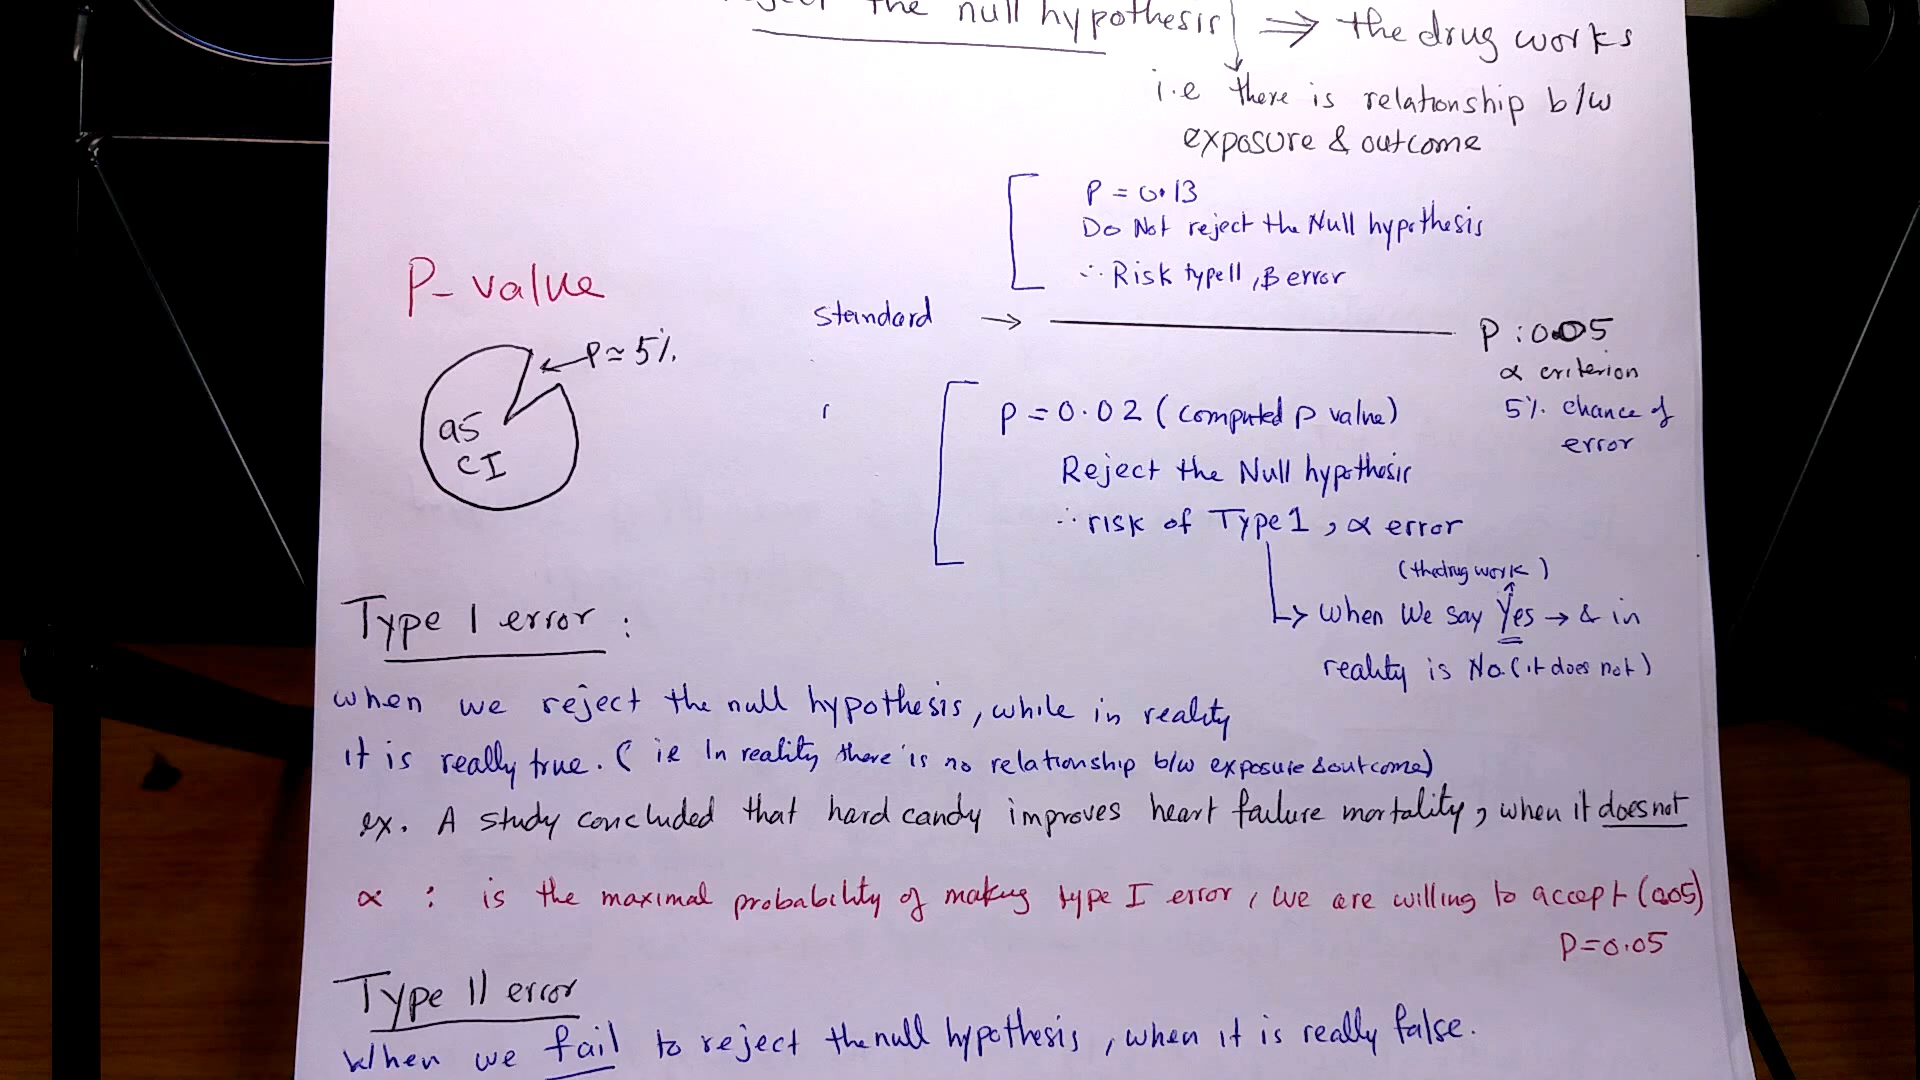 the null hypothesis ⇒ the drug works
i.e there is relationship b/w
exposure & outcome
P = 0.13
Do Not reject the Null hypothesis
∴ Risk type II, β error
P-value
standard → P : 0.05
P ≈ 5%
α criterion
95
CI
P = 0.02 (computed p value)
5% chance of
error
Reject the Null hypothesis
∴ risk of Type 1, α error
(the drug work)
Type I error :
when we say Yes → & in
reality is No. (it does not)
when we reject the null hypothesis, while in reality
it is really true. ( ie In reality there is no relationship b/w exposure & outcome)
ex. A study concluded that hard candy improves heart failure mortality, when it does not
α : is the maximal probability of making type I error, we are willing to accept (0.05)
P=0.05
Type II error
When we fail to reject the null hypothesis, when it is really false.